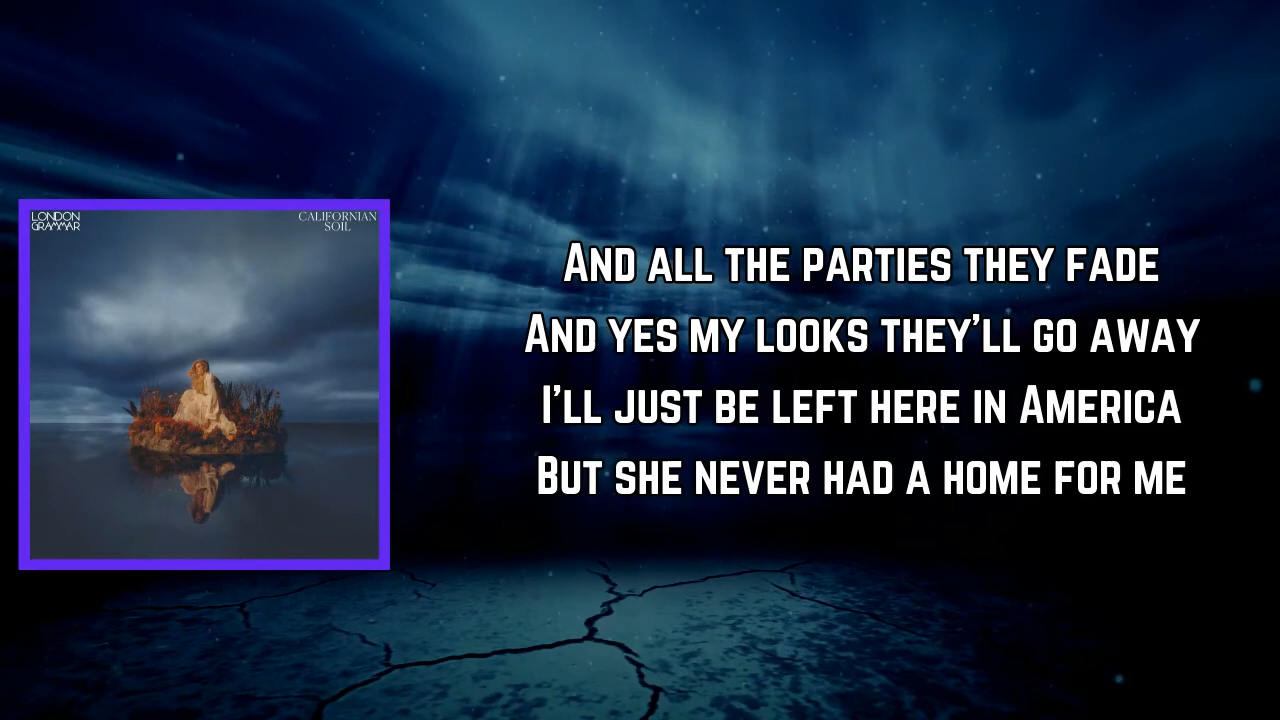 LONDON
GRAMMAR
CALIFORNIAN
SOIL
AND ALL THE PARTIES THEY FADE
AND YES MY LOOKS THEY'LL GO AWAY
I'LL JUST BE LEFT HERE IN AMERICA
BUT SHE NEVER HAD A HOME FOR ME